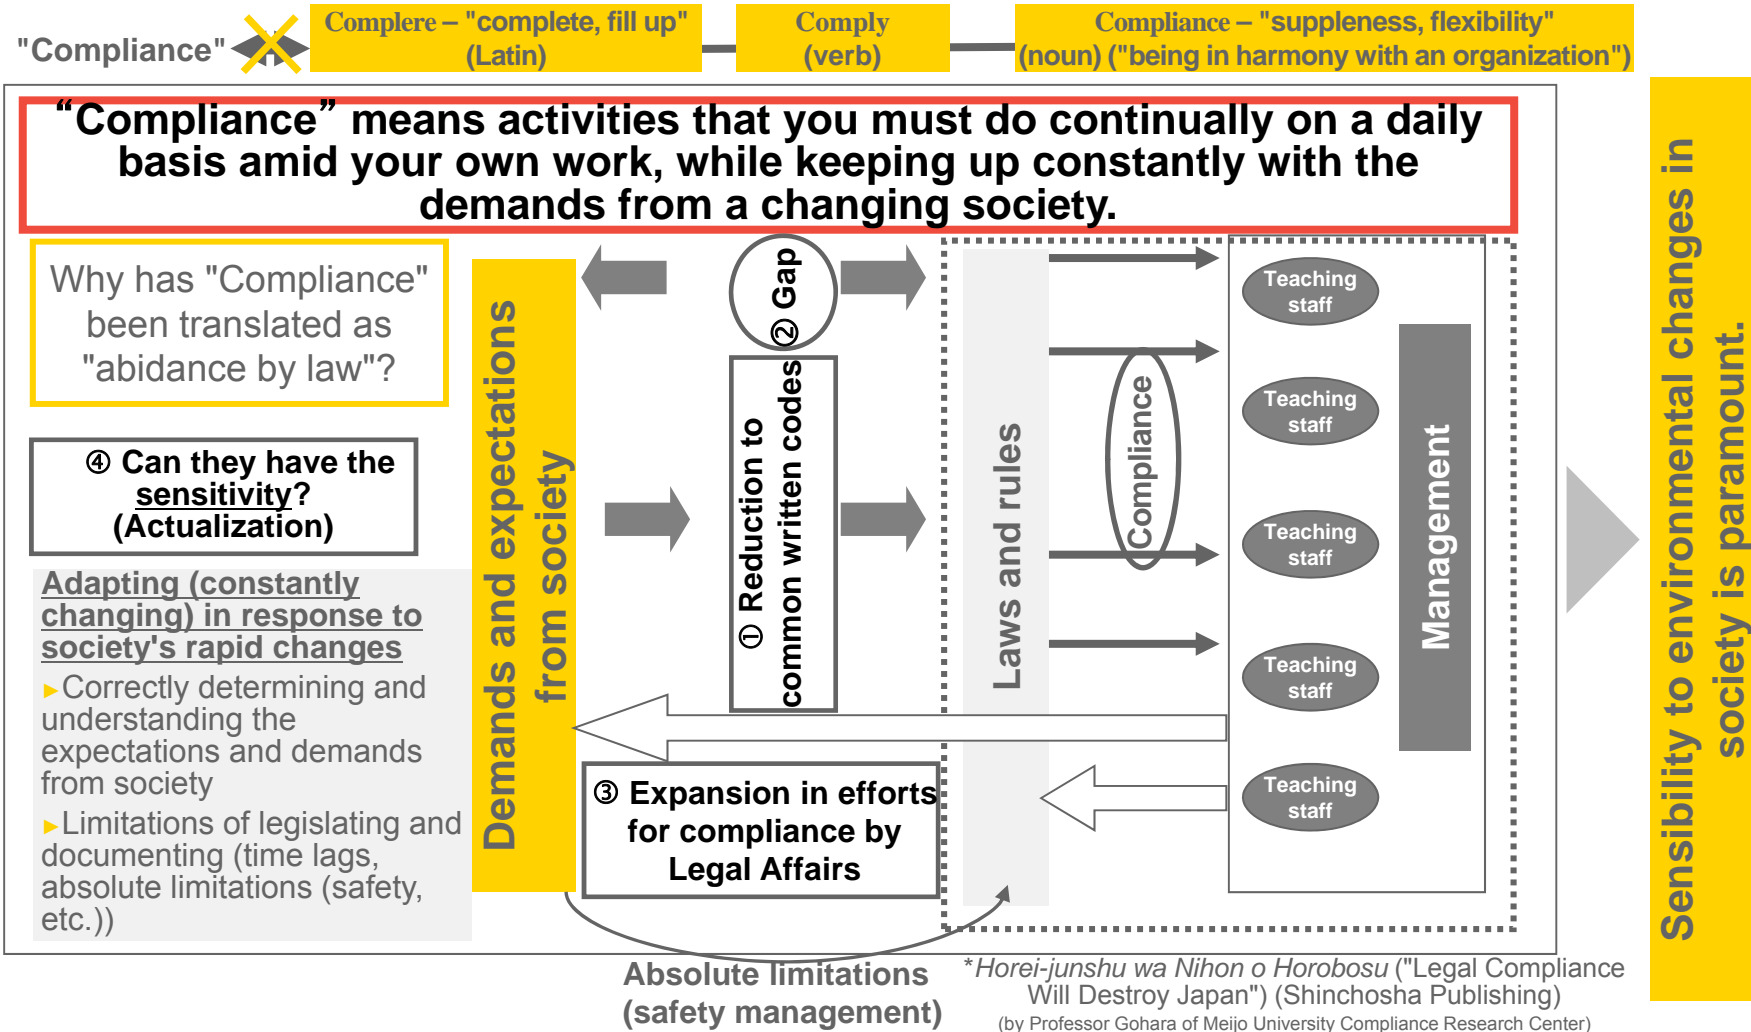 "Compliance"
Complere – "complete, fill up"
(Latin)
Comply
(verb)
Compliance – "suppleness, flexibility"
(noun) ("being in harmony with an organization")
“Compliance” means activities that you must do continually on a daily
basis amid your own work, while keeping up constantly with the
demands from a changing society.
Why has "Compliance"
been translated as
"abidance by law"?
④ Can they have the
sensitivity?
(Actualization)
Adapting (constantly
changing) in response to
society's rapid changes
►Correctly determining and
understanding the
expectations and demands
from society
►Limitations of legislating and
documenting (time lags,
absolute limitations (safety,
etc.))
Demands and expectations
from society
② Gap
① Reduction to
common written codes
③ Expansion in efforts
for compliance by
Legal Affairs
Laws and rules
Compliance
Teaching
staff
Teaching
staff
Teaching
staff
Teaching
staff
Teaching
staff
Management
Absolute limitations
(safety management)
*Horei-junshu wa Nihon o Horobosu ("Legal Compliance
Will Destroy Japan") (Shinchosha Publishing)
(by Professor Gohara of Meijo University Compliance Research Center)
Sensibility to environmental changes in
society is paramount.